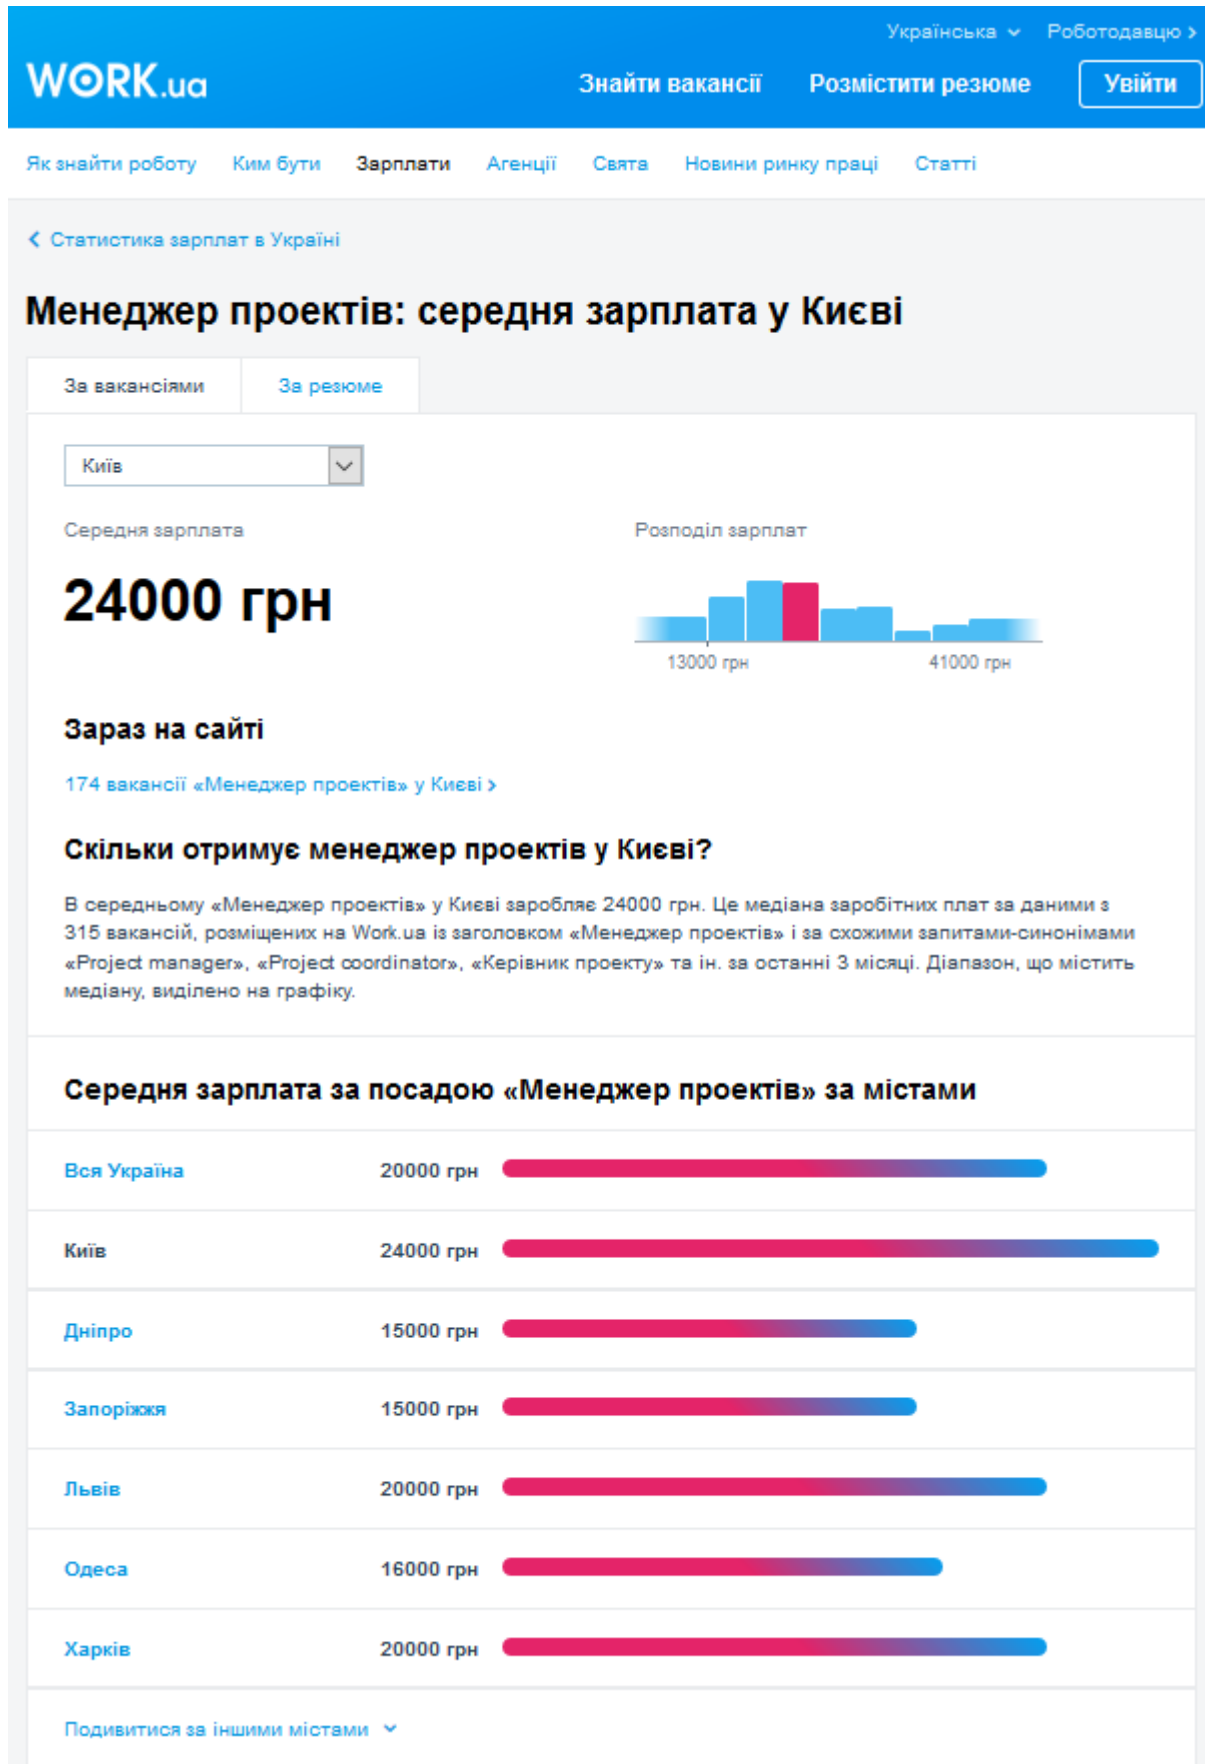 Українська Роботодавцю
WORK.ua Знайти вакансії Розмістити резюме Увійти
Як знайти роботу Ким бути Зарплати Агенції Свята Новини ринку праці Статті
Статистика зарплат в Україні
Менеджер проектів: середня зарплата у Києві
За вакансіями За резюме
Київ
Середня зарплата Розподіл зарплат
24000 грн
13000 грн 41000 грн
Зараз на сайті
174 вакансії «Менеджер проектів» у Києві
Скільки отримує менеджер проектів у Києві?
В середньому «Менеджер проектів» у Києві заробляє 24000 грн. Це медіана заробітних плат за даними з
315 вакансій, розміщених на Work.ua із заголовком «Менеджер проектів» і за схожими запитами-синонімами
«Project manager», «Project coordinator», «Керівник проекту» та ін. за останні 3 місяці. Діапазон, що містить
медіану, виділено на графіку.
Середня зарплата за посадою «Менеджер проектів» за містами
Вся Україна 20000 грн
Київ 24000 грн
Дніпро 15000 грн
Запоріжжя 15000 грн
Львів 20000 грн
Одеса 16000 грн
Харків 20000 грн
Подивитися за іншими містами